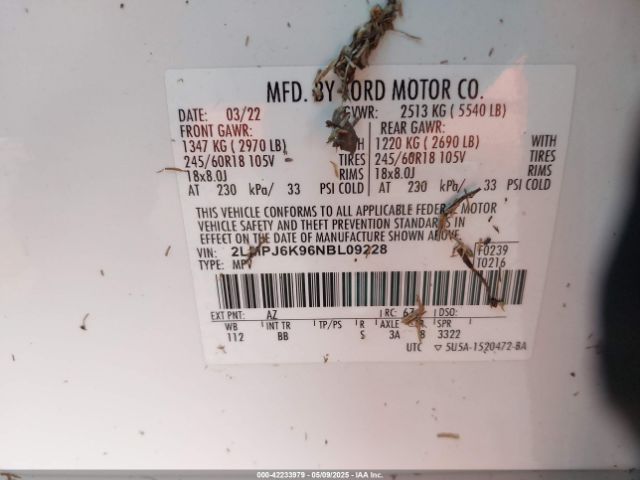 MFD. BY FORD MOTOR CO.
DATE: 03/22 GVWR: 2513 KG ( 5540 LB)
FRONT GAWR: REAR GAWR:
1347 KG ( 2970 LB) WITH 1220 KG ( 2690 LB) WITH
245/60R18 105V TIRES 245/60R18 105V TIRES
18x8.0J RIMS 18x8.0J RIMS
AT 230 kPa/ 33 PSI COLD AT 230 kPa/ 33 PSI COLD
THIS VEHICLE CONFORMS TO ALL APPLICABLE FEDERAL MOTOR
VEHICLE SAFETY AND THEFT PREVENTION STANDARDS IN
EFFECT ON THE DATE OF MANUFACTURE SHOWN ABOVE.
VIN: F0239
TYPE: MPV T0216
EXT PNT: AZ RC: DSO:
WB INT TR TP/PS R AXLE SPR
112 BB S 3A 3322
UTC ▽ 5U5A-1520472-BA
000-42233979 - 05/09/2025 - IAA Inc.